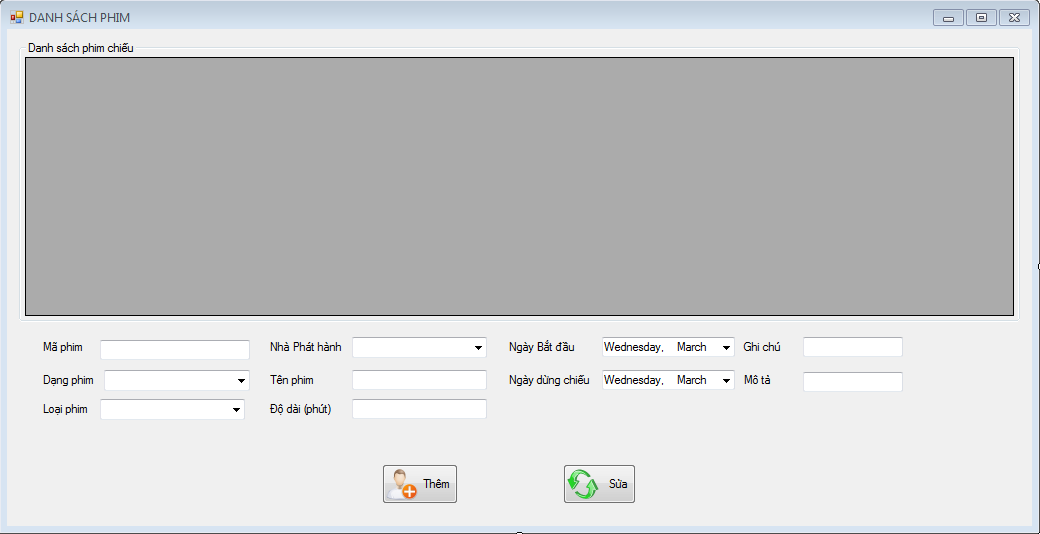 DANH SÁCH PHIM
Danh sách phim chiếu
Mã phim Nhà Phát hành Ngày Bắt đầu Wednesday, March Ghi chú
Dạng phim Tên phim Ngày dừng chiếu Wednesday, March Mô tả
Loại phim Độ dài (phút)
Thêm Sửa